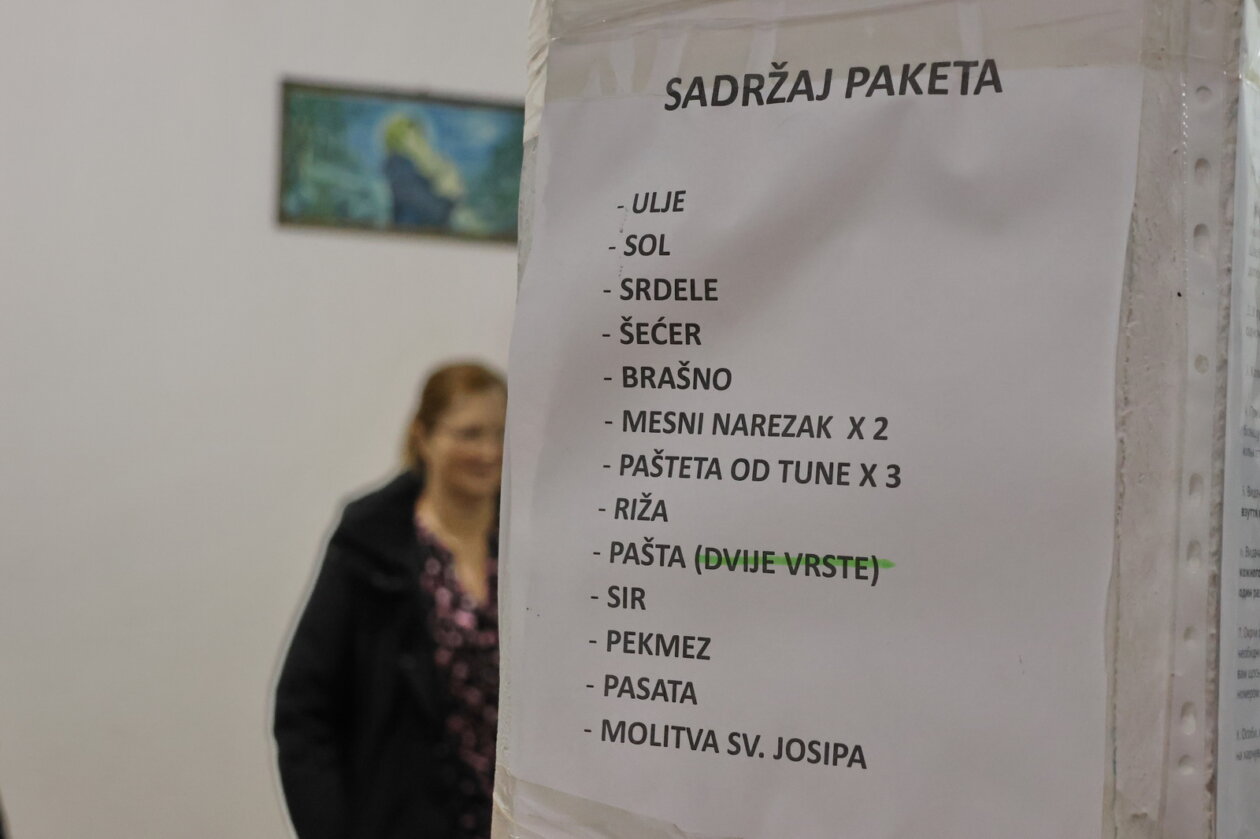 SADRŽAJ PAKETA
- ULJE
- SOL
- SRDELE
- ŠEĆER
- BRAŠNO
- MESNI NAREZAK X 2
- PAŠTETA OD TUNE X 3
- RIŽA
- PAŠTA (DVIJE VRSTE)
- SIR
- PEKMEZ
- PASATA
- MOLITVA SV. JOSIPA